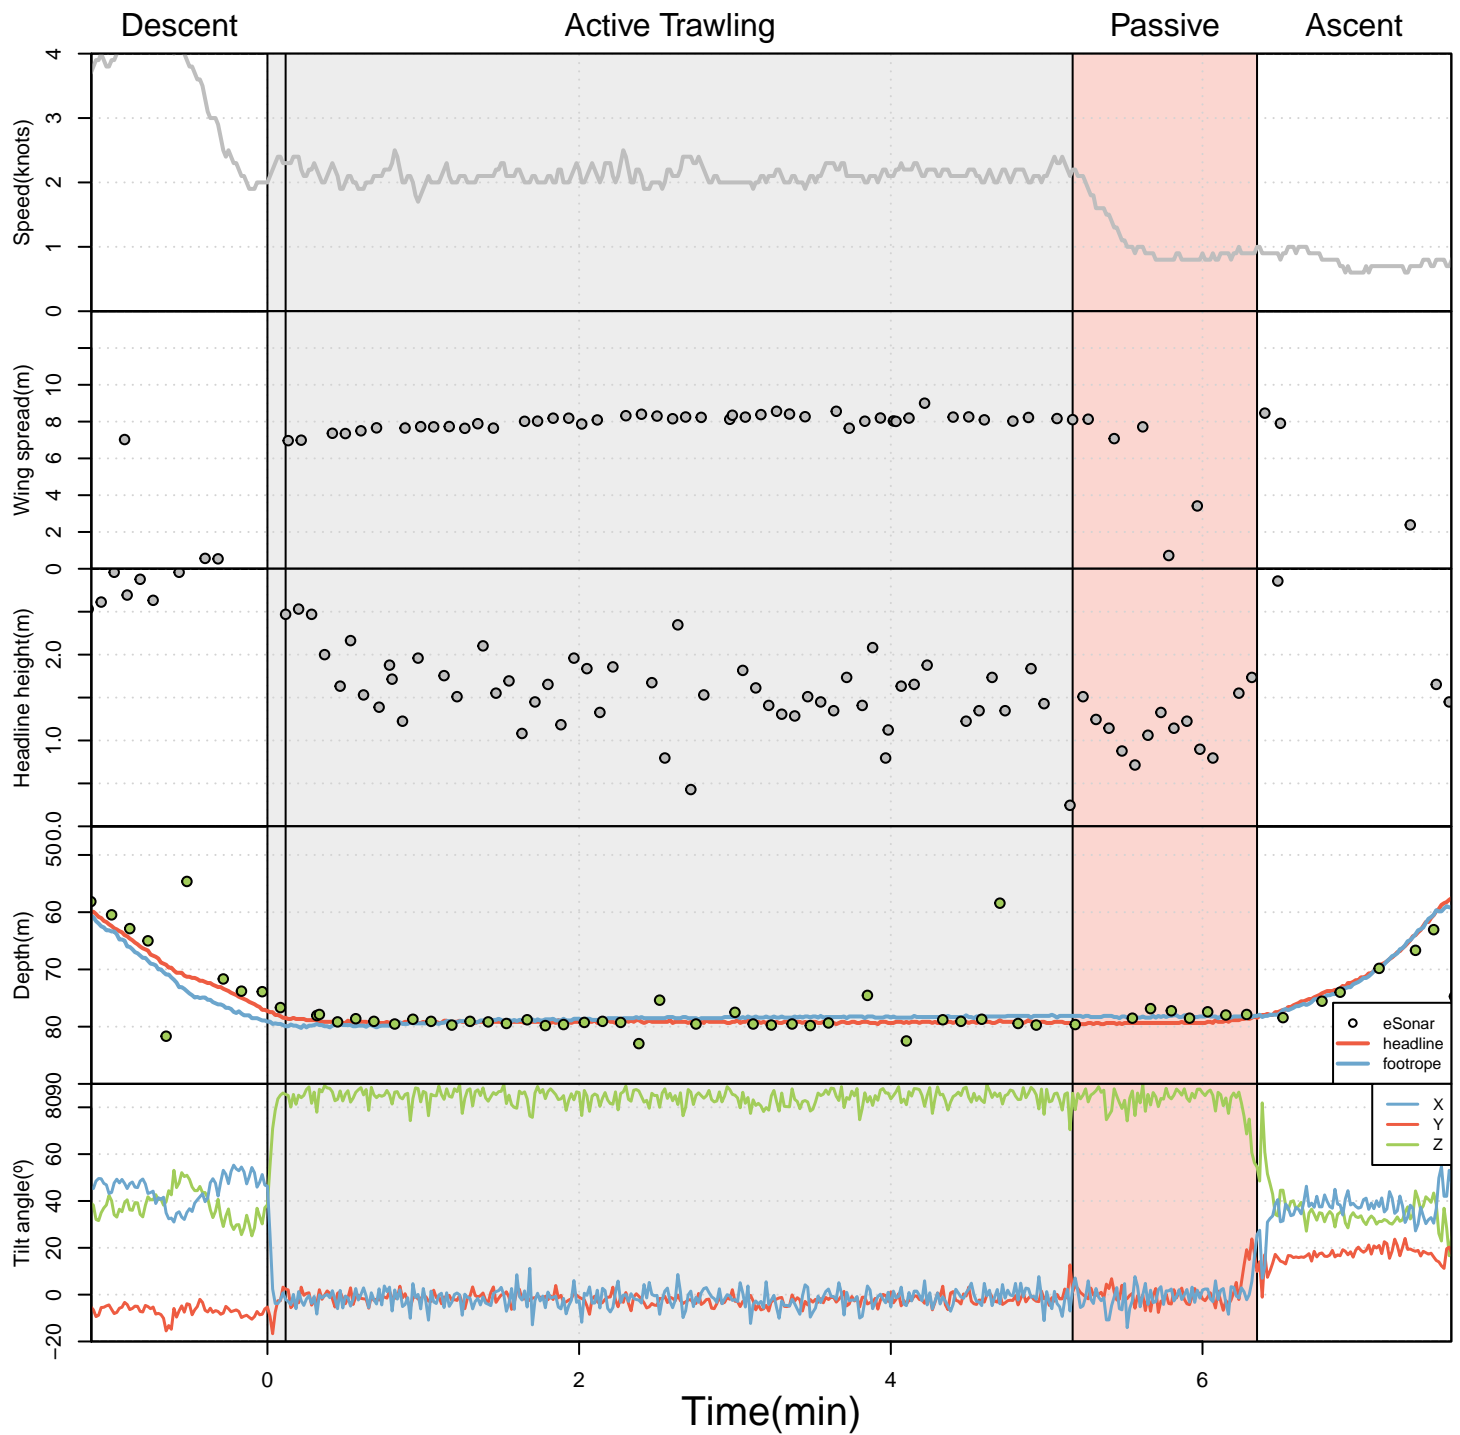 Descent Active Trawling Passive Ascent
Speed(knots)
4
3
2
1
0
Wing spread(m)
10
8
6
4
2
0
Headline height(m)
2.0
1.0
0.0
Depth(m)
50
60
70
80
90
eSonar
headline
footrope
Tilt angle(º)
80
60
40
20
0
−20
X
Y
Z
0 2 4 6
Time(min)